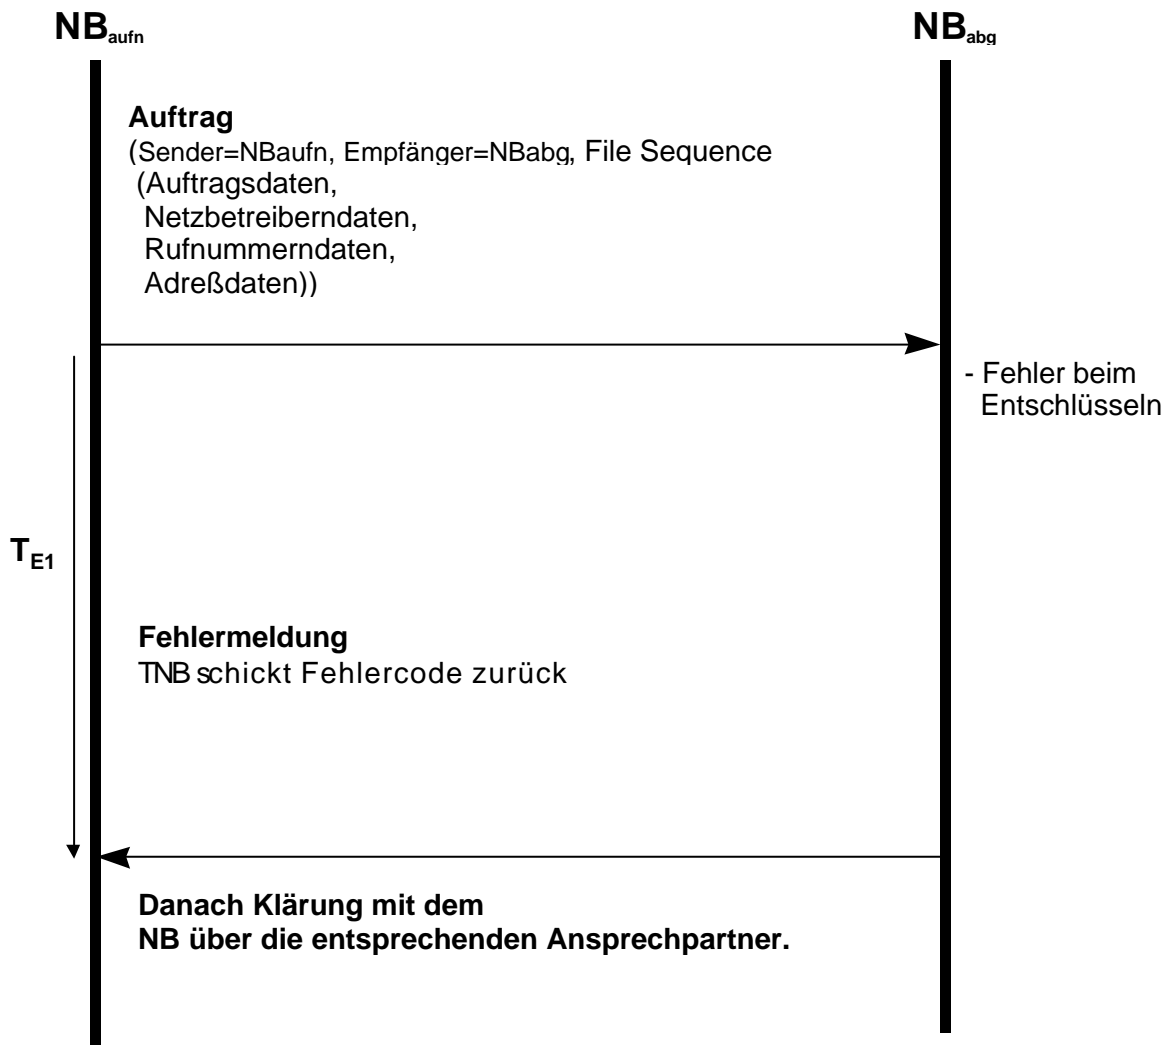 NBaufn
NBabg
Auftrag
(Sender=NBaufn, Empfänger=NBabg, File Sequence
(Auftragsdaten,
Netzbetreiberndaten,
Rufnummerndaten,
Adreßdaten))
- Fehler beim
Entschlüsseln
TE1
Fehlermeldung
TNB schickt Fehlercode zurück
Danach Klärung mit dem
NB über die entsprechenden Ansprechpartner.